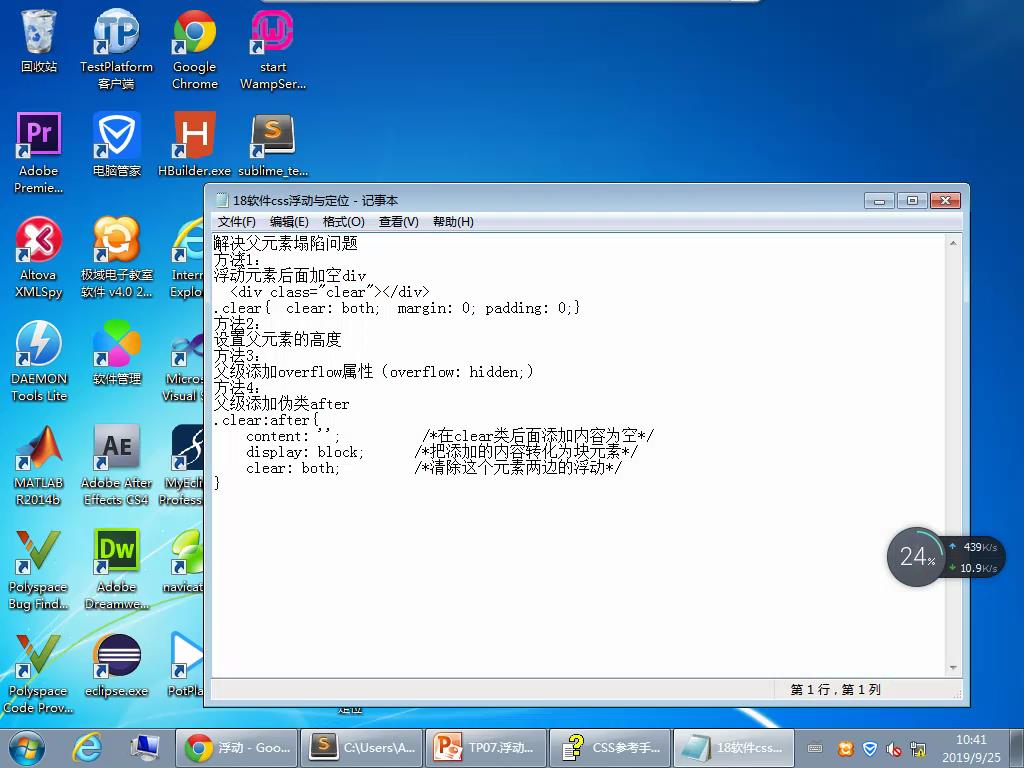 回收站
TestPlatform
客户端
Google
Chrome
start
WampSer...
Adobe
Premie...
电脑管家
HBuilder.exe
sublime_te...
Altova
XMLSpy
极域电子教室
软件 v4.0 2...
Intern
Explo
DAEMON
Tools Lite
软件管理
Micros
Visual S
MATLAB
R2014b
Adobe After
Effects CS4
MyEcli
Profess
Polyspace
Bug Find...
Adobe
Dreamwe...
navicat
Polyspace
Code Prov...
eclipse.exe
PotPla
18软件css浮动与定位 - 记事本
文件(F) 编辑(E) 格式(O) 查看(V) 帮助(H)
解决父元素塌陷问题
方法1：
浮动元素后面加空div
<div class="clear"></div>
.clear{ clear: both; margin: 0; padding: 0;}
方法2：
设置父元素的高度
方法3：
父级添加overflow属性（overflow: hidden;）
方法4：
父级添加伪类after
.clear:after{
content: ''; /*在clear类后面添加内容为空*/
display: block; /*把添加的内容转化为块元素*/
clear: both; /*清除这个元素两边的浮动*/
}
第 1 行，第 1 列
24%
439K/s
10.9K/s
定位
浮动 - Goo...
C:\Users\A...
TP07.浮动...
CSS参考手...
18软件css...
10:41
2019/9/25